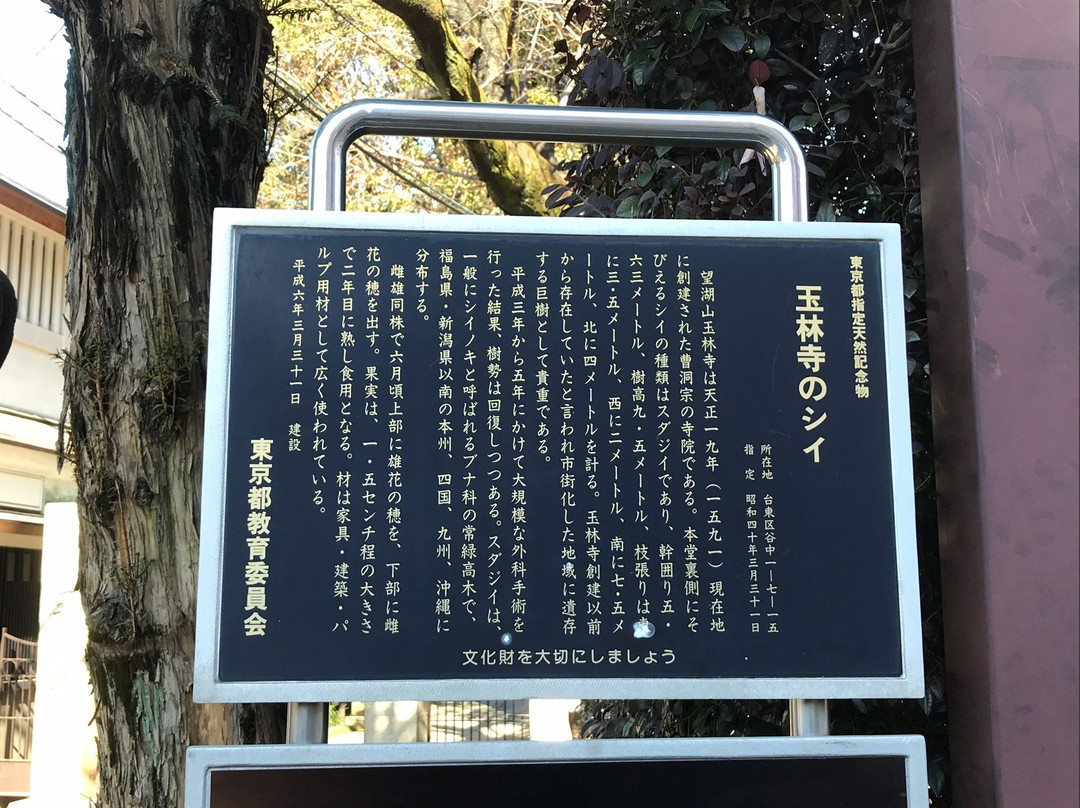 東京都指定天然記念物
玉林寺のシイ
所在地 台東区谷中一ー七ー一五
指定 昭和四十年三月三十一日
望湖山玉林寺は天正一九年（一五九一）現在地
に創建された曹洞宗の寺院である。本堂裏側にそ
びえるシイの種類はスダジイであり、幹囲り五・
六三メートル、樹高九・五メートル、枝張りは東
に三・五メートル、西に二メートル、南に七・五メ
ートル、北に四メートルを計る。玉林寺創建以前
から存在していたと言われ市街化した地域に遺存
する巨樹として貴重である。
平成三年から五年にかけて大規模な外科手術を
行った結果、樹勢は回復しつつある。スダジイは、
一般にシイノキと呼ばれるブナ科の常緑高木で、
福島県・新潟県以南の本州、四国、九州、沖縄に
分布する。
雌雄同株で六月頃上部に雄花の穂を、下部に雌
花の穂を出す。果実は、一・五センチ程の大きさ
で二年目に熟し食用となる。材は家具・建築・パ
ルプ用材として広く使われている。
平成六年三月三十一日 建設
東京都教育委員会
文化財を大切にしましょう